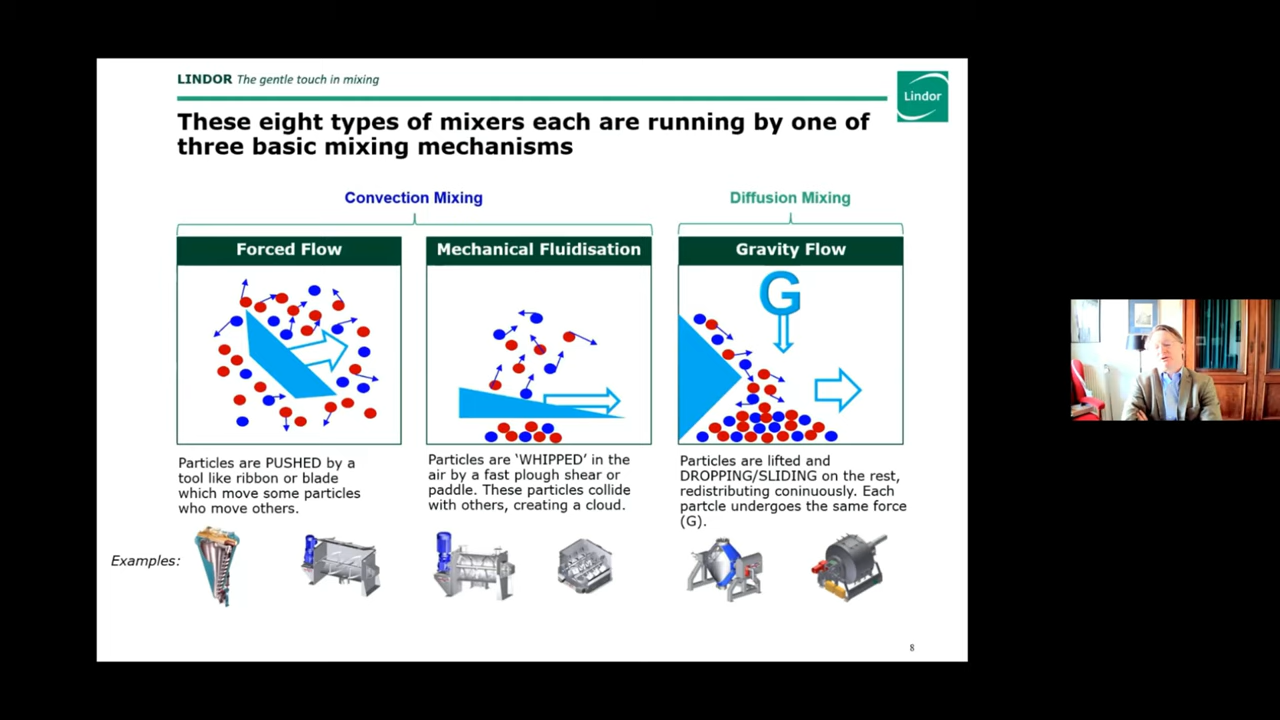 LINDOR The gentle touch in mixing
Lindor
These eight types of mixers each are running by one of
three basic mixing mechanisms
Convection Mixing
Diffusion Mixing
Forced Flow
Mechanical Fluidisation
Gravity Flow
G
Particles are PUSHED by a
tool like ribbon or blade
which move some particles
who move others.
Particles are ‘WHIPPED’ in the
air by a fast plough shear or
paddle. These particles collide
with others, creating a cloud.
Particles are lifted and
DROPPING/SLIDING on the rest,
redistributing coninuously. Each
partcle undergoes the same force
(G).
Examples:
8